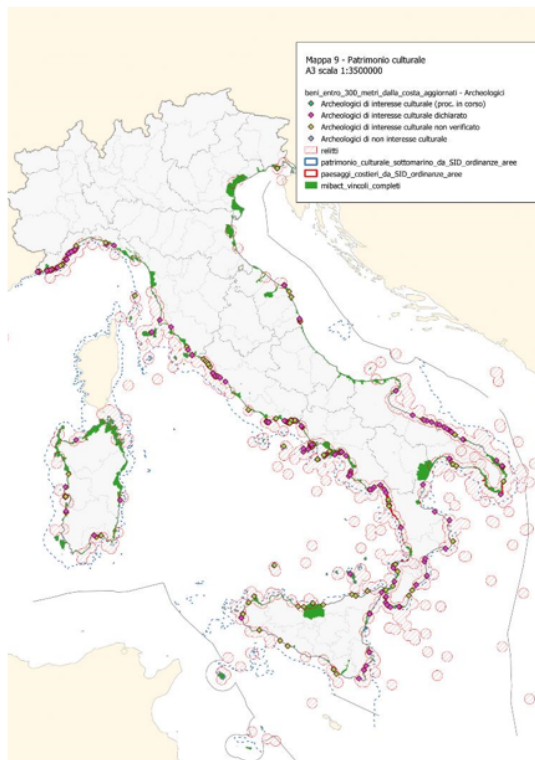 Mappa 9 - Patrimonio culturale
A3 scala 1:3500000
beni_entro_300_metri_dalla_costa_aggiornati - Archeologici
Archeologici di interesse culturale (proc. in corso)
Archeologici di interesse culturale dichiarato
Archeologici di interesse culturale non verificato
Archeologici di non interesse culturale
relitti
patrimonio_culturale_sottomarino_da_SID_ordinanze_aree
paesaggi_costieri_da_SID_ordinanze_aree
mibact_vincoli_completi